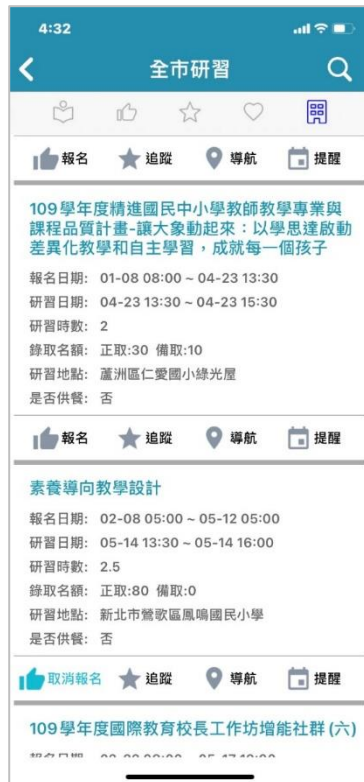 4:32
全市研習
報名 追蹤 導航 提醒
109學年度精進國民中小學教師教學專業與
課程品質計畫-讓大象動起來：以學思達啟動
差異化教學和自主學習，成就每一個孩子
報名日期: 01-08 08:00 ~ 04-23 13:30
研習日期: 04-23 13:30 ~ 04-23 15:30
研習時數: 2
錄取名額: 正取:30 備取:10
研習地點: 蘆洲區仁愛國小綠光屋
是否供餐: 否
報名 追蹤 導航 提醒
素養導向教學設計
報名日期: 02-08 05:00 ~ 05-12 05:00
研習日期: 05-14 13:30 ~ 05-14 16:00
研習時數: 2.5
錄取名額: 正取:80 備取:0
研習地點: 新北市鶯歌區鳳鳴國民小學
是否供餐: 否
取消報名 追蹤 導航 提醒
109學年度國際教育校長工作坊增能社群(六)